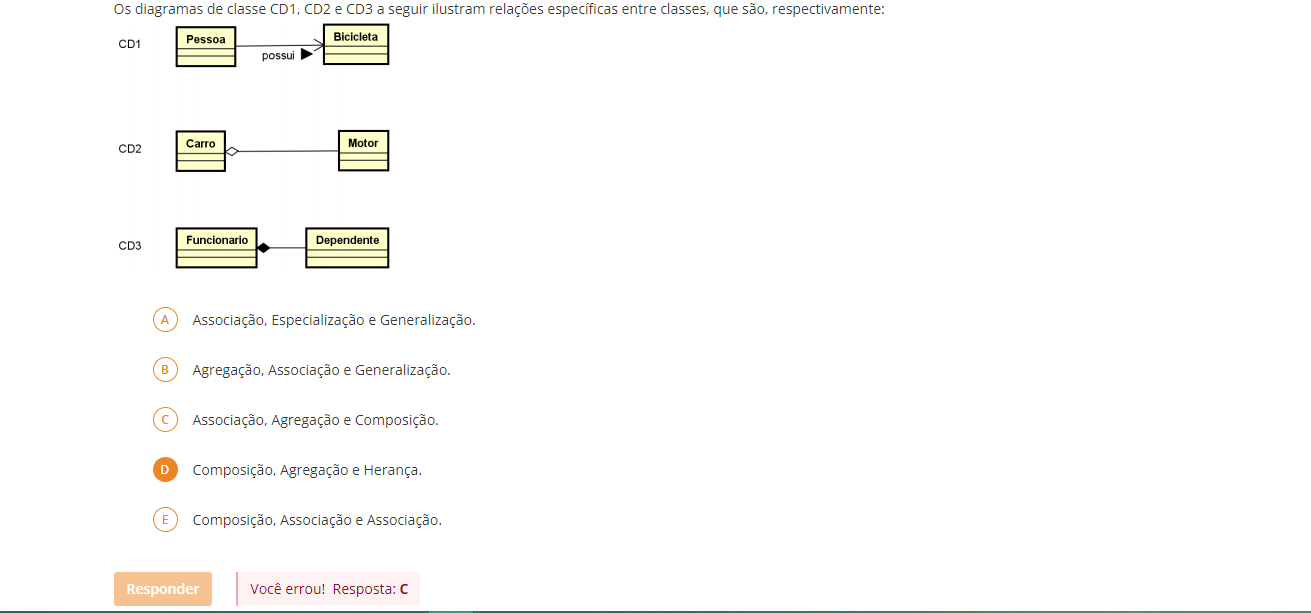 Os diagramas de classe CD1, CD2 e CD3 a seguir ilustram relações específicas entre classes, que são, respectivamente:
CD1 Pessoa possui Bicicleta
CD2 Carro Motor
CD3 Funcionario Dependente
A Associação, Especialização e Generalização.
B Agregação, Associação e Generalização.
C Associação, Agregação e Composição.
D Composição, Agregação e Herança.
E Composição, Associação e Associação.
Responder Você errou! Resposta: C